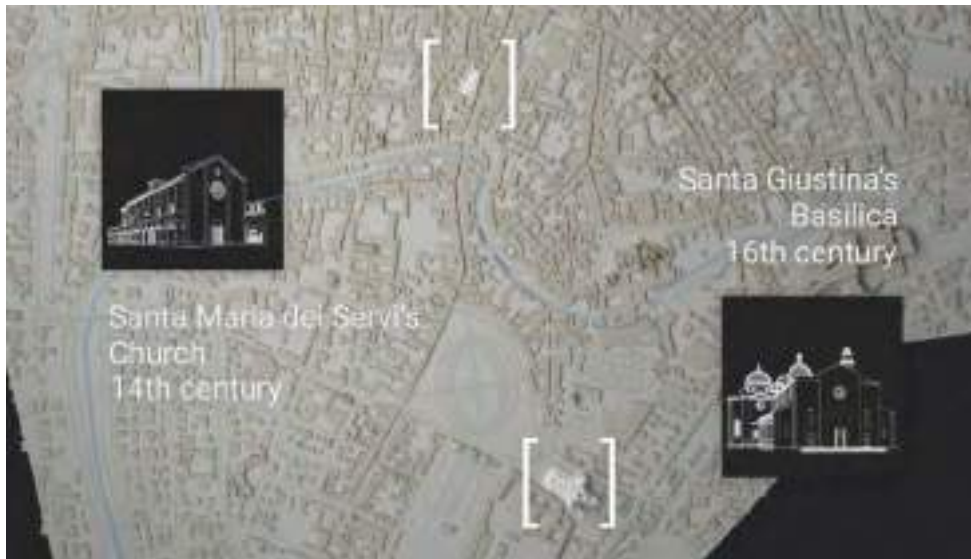 Santa Giustina's
Basilica
16th century
Santa Maria dei Servi's
Church
14th century